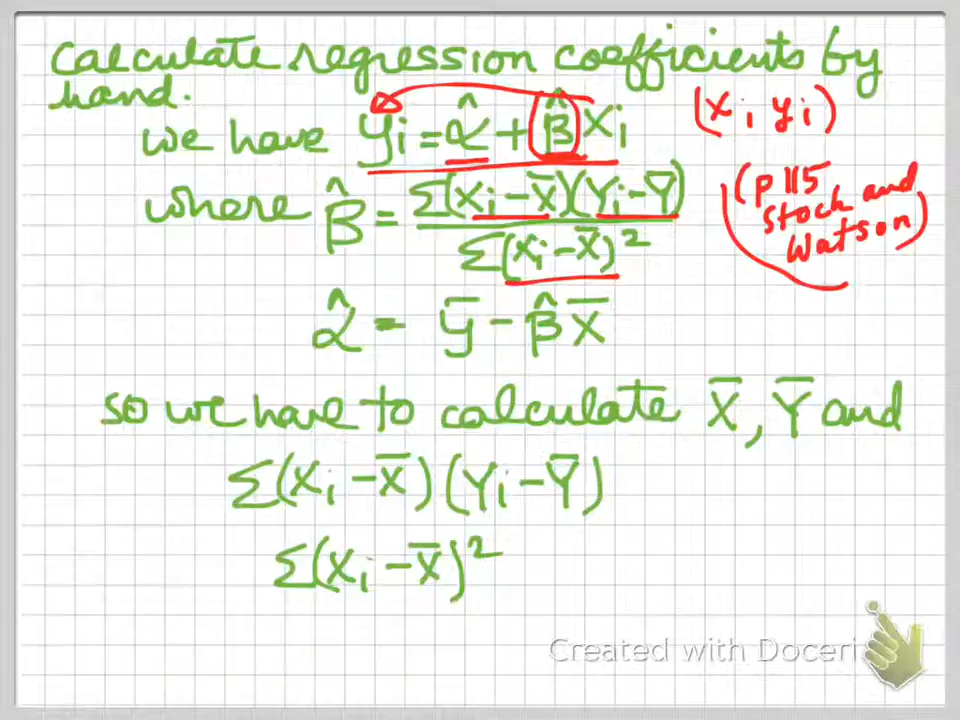 Calculate regression coefficients by
hand.
we have yi = α̂ + β̂ Xi (xi yi)
where β̂ = Σ(Xi − X̄)(Yi − Ȳ) / Σ(Xi − X̄)²
(P 115
Stock and
Watson)
α̂ = ȳ − β̂ X̄
so we have to calculate X̄, Ȳ and
Σ(Xi − X̄)(Yi − Ȳ)
Σ(Xi − X̄)²
Created with Doceri